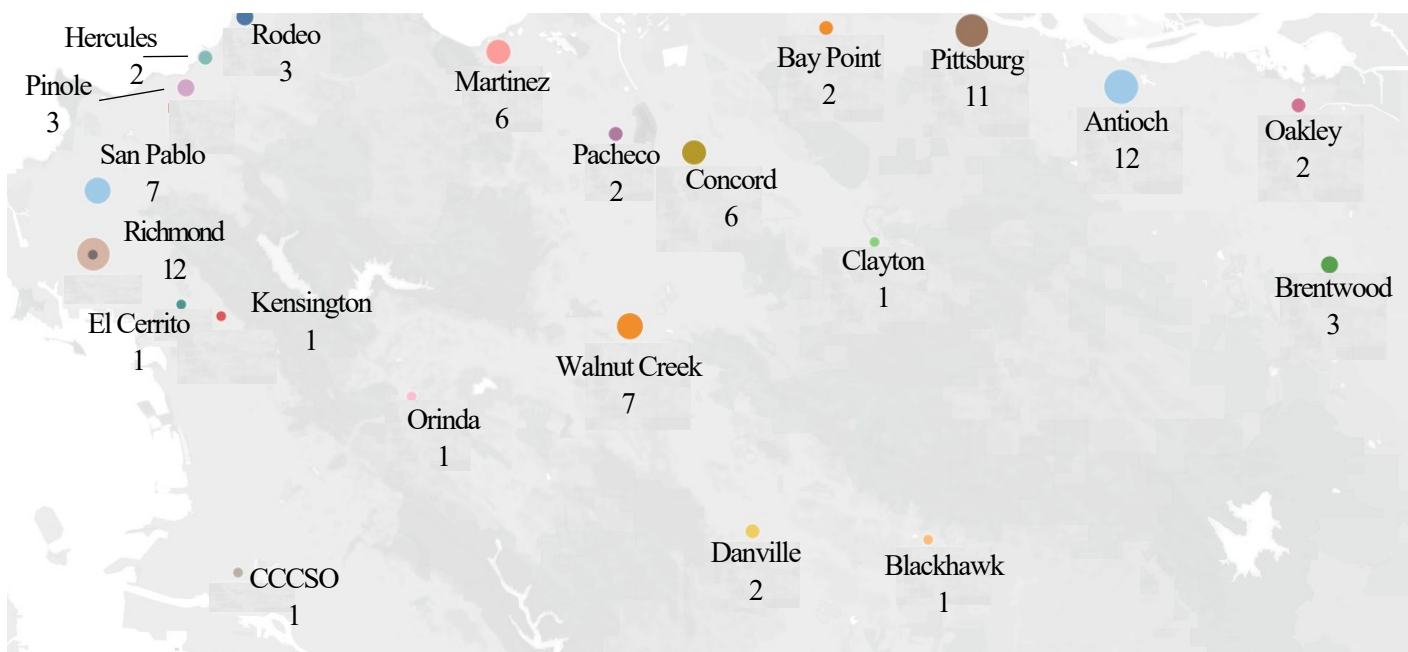 Hercules
2
Rodeo
3
Pinole
3
Martinez
6
Bay Point
2
Pittsburg
11
Antioch
12
Oakley
2
San Pablo
7
Pacheco
2
Concord
6
Richmond
12
Clayton
1
Brentwood
3
El Cerrito
1
Kensington
1
Walnut Creek
7
Orinda
1
Danville
2
Blackhawk
1
CCCSO
1